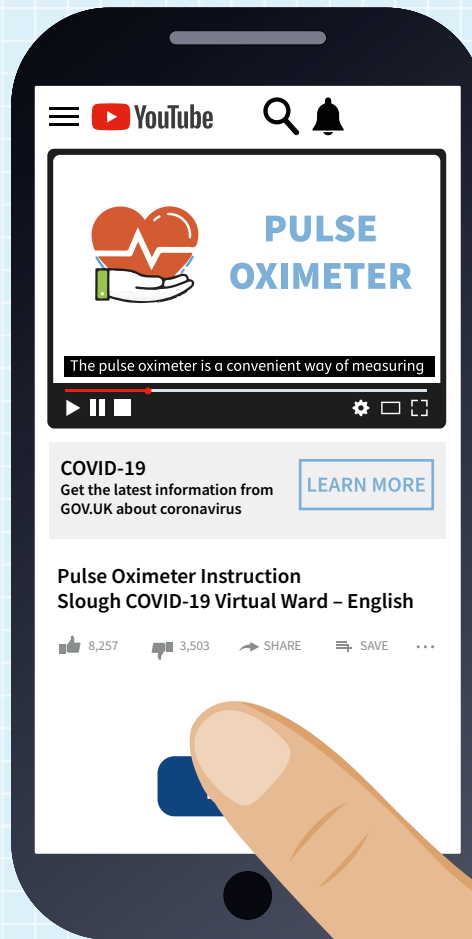 YouTube
PULSE
OXIMETER
The pulse oximeter is a convenient way of measuring
COVID-19
Get the latest information from
GOV.UK about coronavirus
LEARN MORE
Pulse Oximeter Instruction
Slough COVID-19 Virtual Ward – English
8,257 3,503 SHARE SAVE